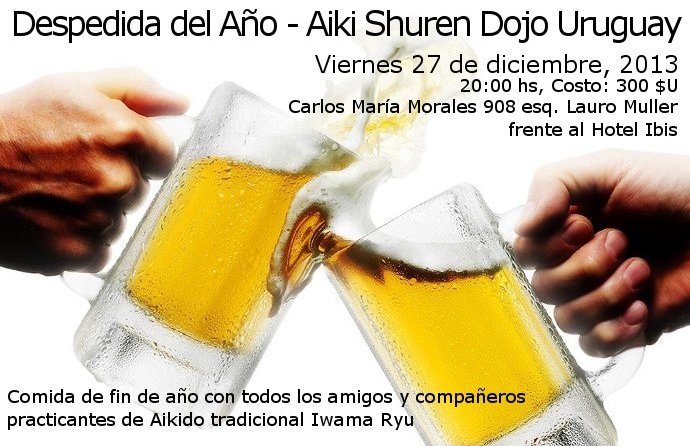 Despedida del Año - Aiki Shuren Dojo Uruguay
Viernes 27 de diciembre, 2013
20:00 hs, Costo: 300 $U
Carlos María Morales 908 esq. Lauro Muller
frente al Hotel Ibis
Comida de fin de año con todos los amigos y compañeros
practicantes de Aikido tradicional Iwama Ryu